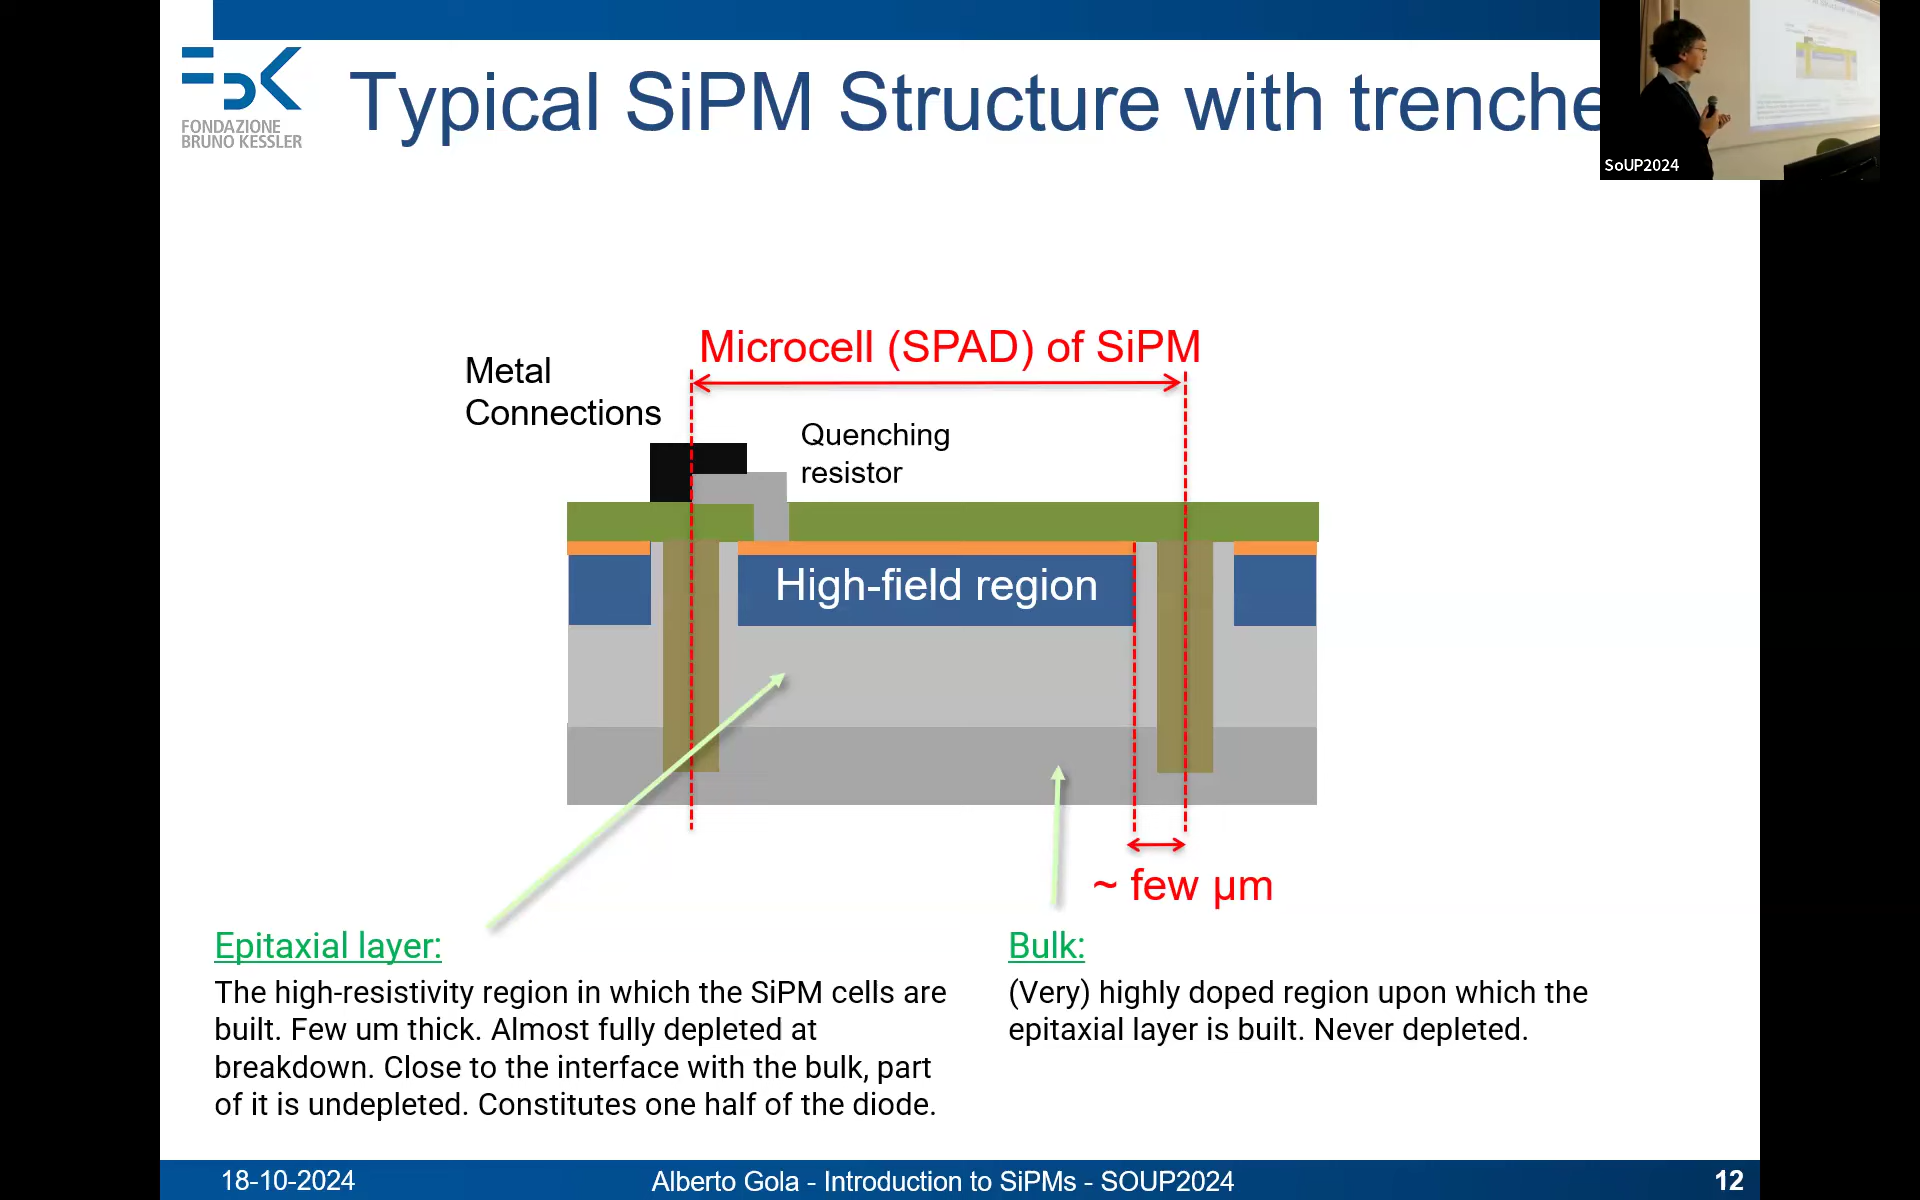 FONDAZIONE
BRUNO KESSLER
Typical SiPM Structure with trenche
SoUP2024
Microcell (SPAD) of SiPM
Metal
Connections
Quenching
resistor
High-field region
~ few µm
Epitaxial layer:
The high-resistivity region in which the SiPM cells are
built. Few um thick. Almost fully depleted at
breakdown. Close to the interface with the bulk, part
of it is undepleted. Constitutes one half of the diode.
Bulk:
(Very) highly doped region upon which the
epitaxial layer is built. Never depleted.
18-10-2024
Alberto Gola - Introduction to SiPMs - SOUP2024
12